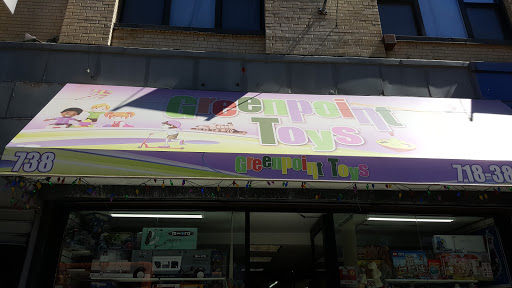 Greenpoint
Toys
738
Greenpoint Toys
718-38